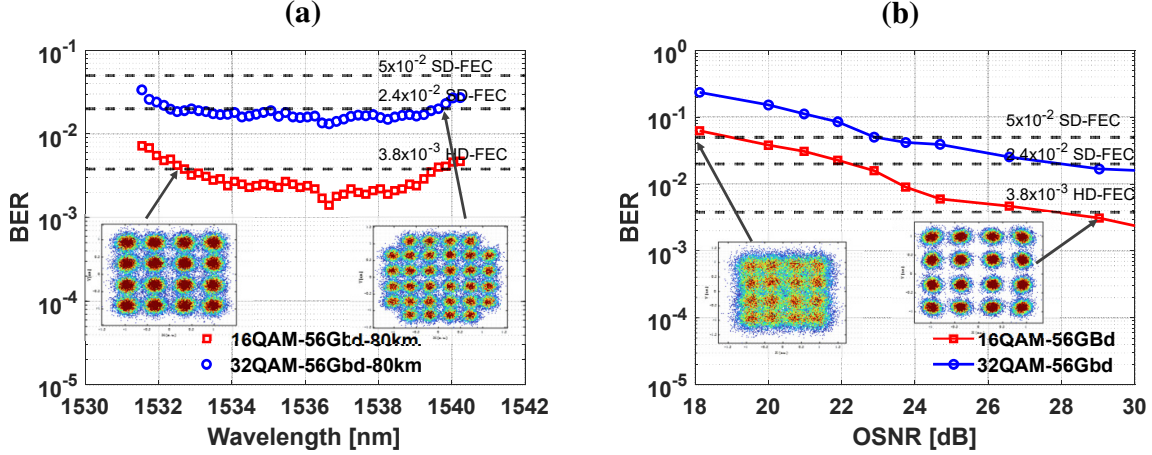 (a)
(b)
10⁻¹
10⁻²
10⁻³
10⁻⁴
10⁻⁵
BER
5x10⁻² SD-FEC
2.4x10⁻² SD-FEC
3.8x10⁻³ HD-FEC
16QAM-56Gbd-80km
32QAM-56Gbd-80km
1530 1532 1534 1536 1538 1540 1542
Wavelength [nm]
10⁰
10⁻¹
10⁻²
10⁻³
10⁻⁴
10⁻⁵
BER
5x10⁻² SD-FEC
2.4x10⁻² SD-FEC
3.8x10⁻³ HD-FEC
16QAM-56GBd
32QAM-56Gbd
18 20 22 24 26 28 30
OSNR [dB]